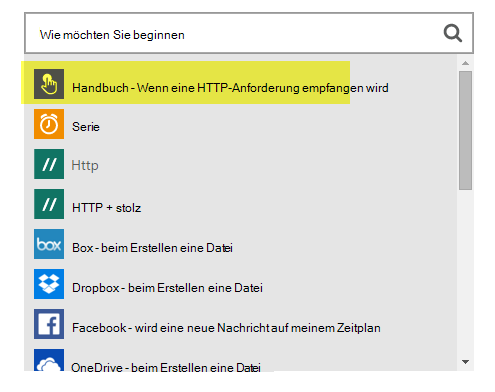 Wie möchten Sie beginnen
Handbuch - Wenn eine HTTP-Anforderung empfangen wird
Serie
// Http
// HTTP + stolz
box Box - beim Erstellen eine Datei
Dropbox - beim Erstellen eine Datei
Facebook - wird eine neue Nachricht auf meinem Zeitplan
OneDrive - beim Erstellen eine Datei